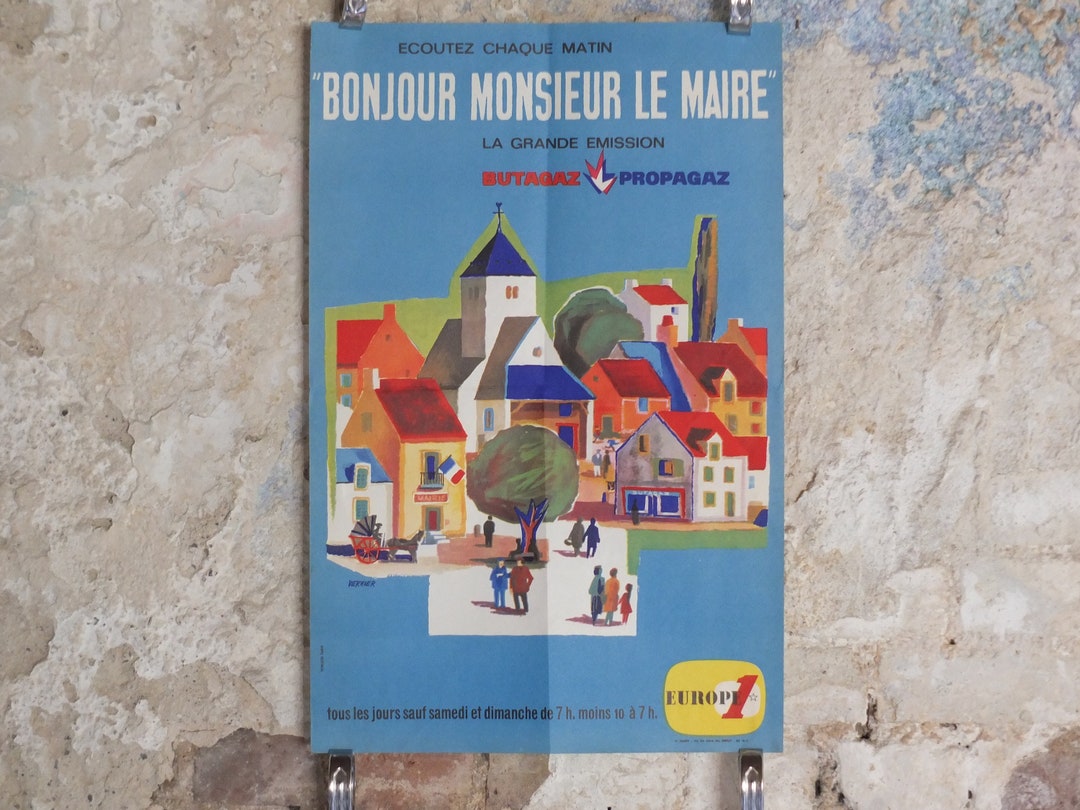 ECOUTEZ CHAQUE MATIN
"BONJOUR MONSIEUR LE MAIRE"
LA GRANDE EMISSION
BUTAGAZ PROPAGAZ
MAIRIE
tous les jours sauf samedi et dimanche de 7 h. moins 10 à 7 h.
EUROPE 1